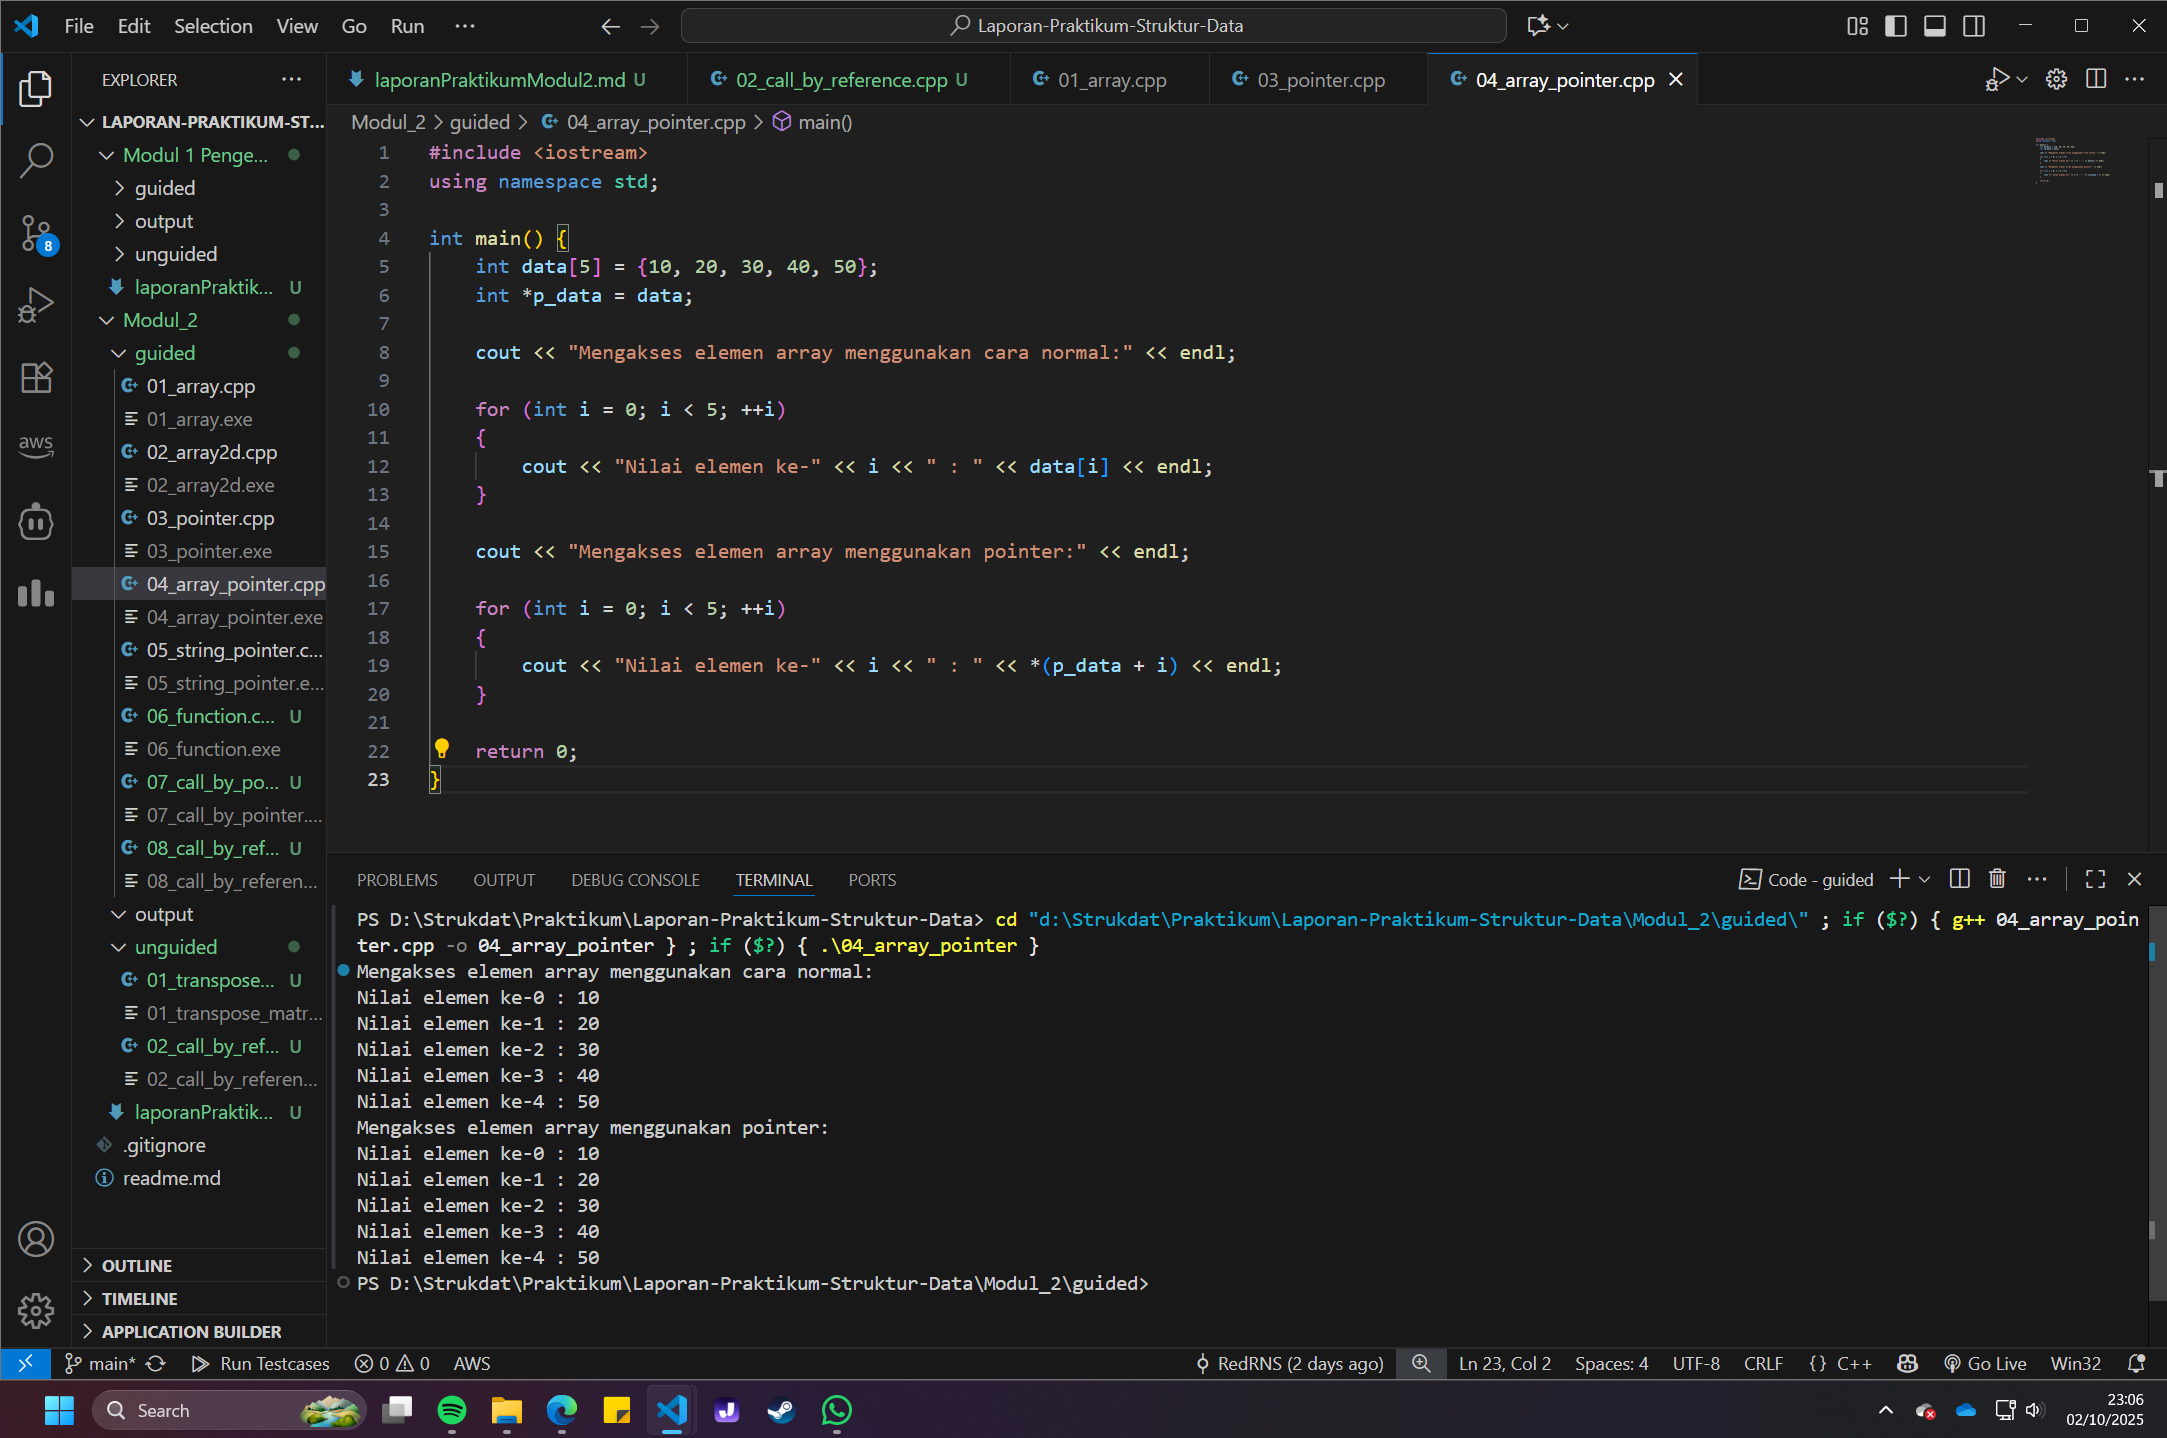 File Edit Selection View Go Run ···
Laporan-Praktikum-Struktur-Data
EXPLORER
LAPORAN-PRAKTIKUM-ST...
Modul 1 Penge...
guided
output
unguided
laporanPraktik... U
Modul_2
guided
01_array.cpp
01_array.exe
02_array2d.cpp
02_array2d.exe
03_pointer.cpp
03_pointer.exe
04_array_pointer.cpp
04_array_pointer.exe
05_string_pointer.c...
05_string_pointer.e...
06_function.c... U
06_function.exe
07_call_by_po... U
07_call_by_pointer....
08_call_by_ref... U
08_call_by_referen...
output
unguided
01_transpose... U
01_transpose_matr...
02_call_by_ref... U
02_call_by_referen...
laporanPraktik... U
.gitignore
readme.md
OUTLINE
TIMELINE
APPLICATION BUILDER
aws
8
laporanPraktikumModul2.md U 02_call_by_reference.cpp U 01_array.cpp 03_pointer.cpp 04_array_pointer.cpp
Modul_2 > guided > 04_array_pointer.cpp > main()
1 #include <iostream>
2 using namespace std;
3
4 int main() {
5 int data[5] = {10, 20, 30, 40, 50};
6 int *p_data = data;
7
8 cout << "Mengakses elemen array menggunakan cara normal:" << endl;
9
10 for (int i = 0; i < 5; ++i)
11 {
12 cout << "Nilai elemen ke-" << i << " : " << data[i] << endl;
13 }
14
15 cout << "Mengakses elemen array menggunakan pointer:" << endl;
16
17 for (int i = 0; i < 5; ++i)
18 {
19 cout << "Nilai elemen ke-" << i << " : " << *(p_data + i) << endl;
20 }
21
22 return 0;
23 }
PROBLEMS OUTPUT DEBUG CONSOLE TERMINAL PORTS
Code - guided
PS D:\Strukdat\Praktikum\Laporan-Praktikum-Struktur-Data> cd "d:\Strukdat\Praktikum\Laporan-Praktikum-Struktur-Data\Modul_2\guided\" ; if ($?) { g++ 04_array_poin
ter.cpp -o 04_array_pointer } ; if ($?) { .\04_array_pointer }
Mengakses elemen array menggunakan cara normal:
Nilai elemen ke-0 : 10
Nilai elemen ke-1 : 20
Nilai elemen ke-2 : 30
Nilai elemen ke-3 : 40
Nilai elemen ke-4 : 50
Mengakses elemen array menggunakan pointer:
Nilai elemen ke-0 : 10
Nilai elemen ke-1 : 20
Nilai elemen ke-2 : 30
Nilai elemen ke-3 : 40
Nilai elemen ke-4 : 50
PS D:\Strukdat\Praktikum\Laporan-Praktikum-Struktur-Data\Modul_2\guided>
main* Run Testcases 0 0 AWS
RedRNS (2 days ago) Ln 23, Col 2 Spaces: 4 UTF-8 CRLF {} C++ Go Live Win32
Search
23:06
02/10/2025